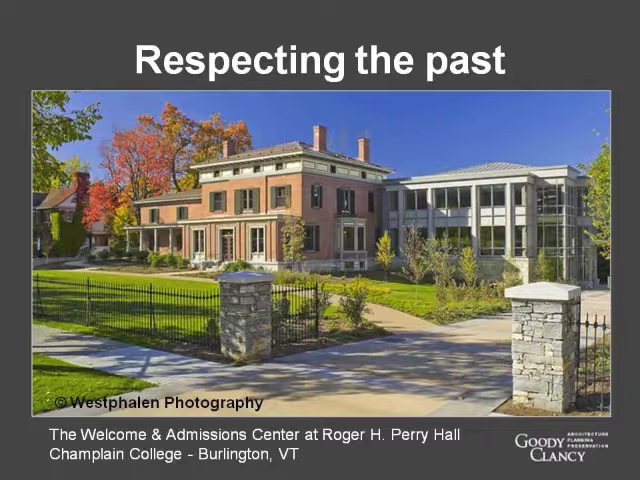 Respecting the past
© Westphalen Photography
The Welcome & Admissions Center at Roger H. Perry Hall
Champlain College - Burlington, VT
GOODY CLANCY
ARCHITECTURE
PLANNING
PRESERVATION